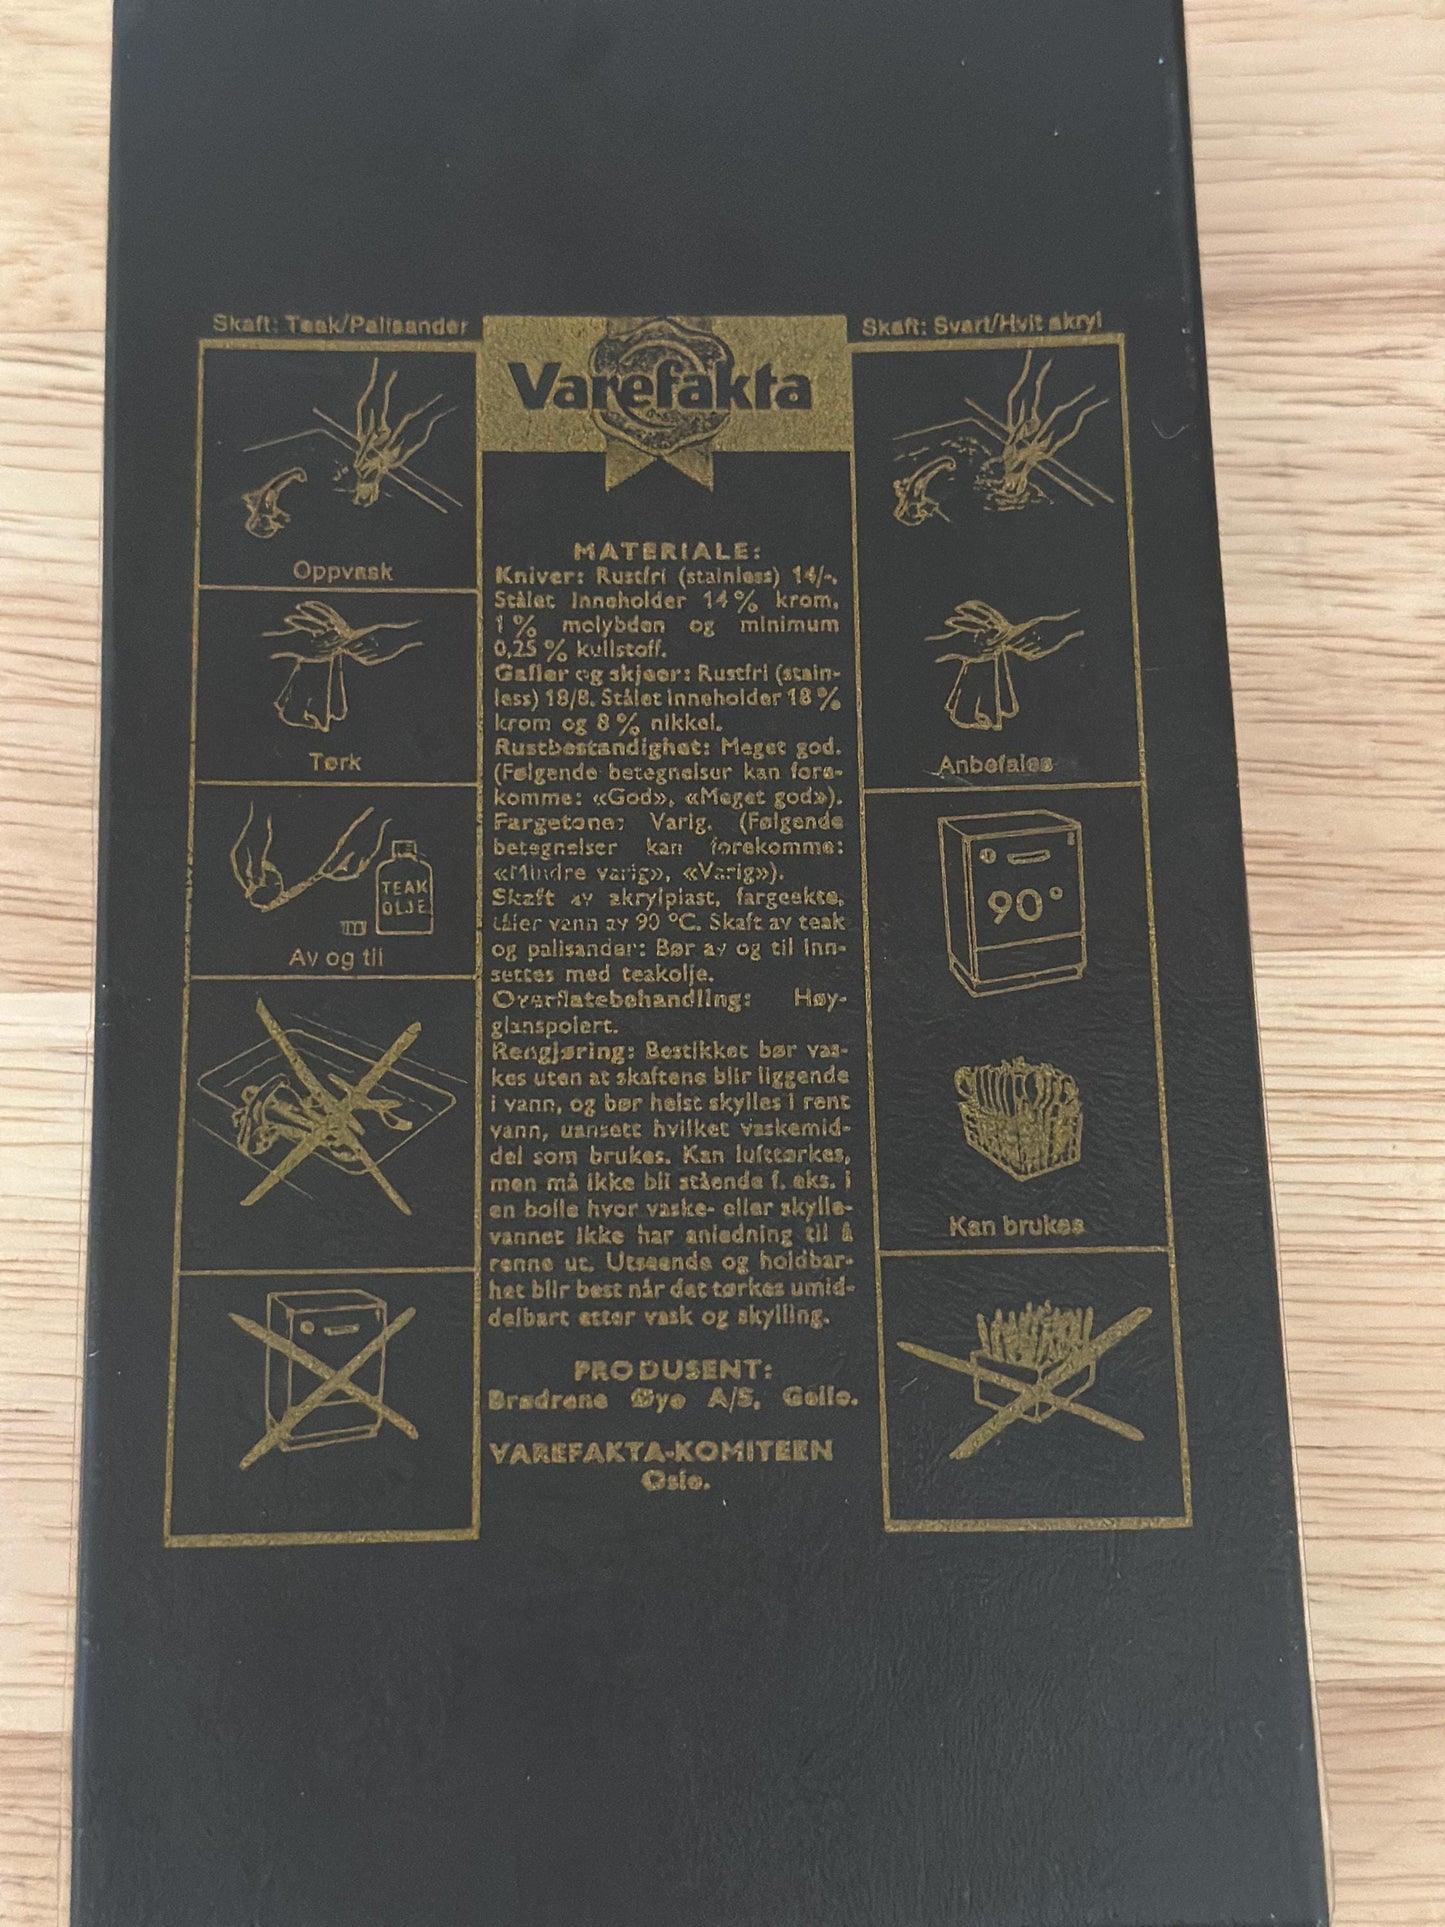 Skaft: Teak/Palisander
Varefakta
Skaft: Svart/Hvit akryl
Oppvask
Tørk
TEAK
OLJE
Av og til
MATERIALE:
Kniver: Rustfri (stainless) 14/-.
Stålet inneholder 14 % krom,
1 % molybden og minimum
0,25 % kullstoff.
Gafler og skjeer: Rustfri (stain-
less) 18/8. Stålet inneholder 18 %
krom og 8 % nikkel.
Rustbestandighet: Meget god.
(Følgende betegnelser kan fore-
komme: «God», «Meget god»).
Fargetone: Varig. (Følgende
betegnelser kan forekomme:
«Mindre varig», «Varig»).
Skaft av akrylplast, fargeekte,
tåler vann av 90 °C. Skaft av teak
og palisander: Bør av og til inn-
settes med teakolje.
Overflatebehandling: Høy-
glanspolert.
Rengjøring: Bestikket bør vas-
kes uten at skaftene blir liggende
i vann, og bør helst skylles i rent
vann, uansett hvilket vaskemid-
del som brukes. Kan lufttørkes,
men må ikke bli stående f. eks. i
en bolle hvor vaske- eller skylle-
vannet ikke har anledning til å
renne ut. Utseende og holdbar-
het blir best når det tørkes umid-
delbart etter vask og skylling.
PRODUSENT:
Brødrene Øye A/S, Geilo.
VAREFAKTA-KOMITEEN
Oslo.
Anbefales
90°
Kan brukes